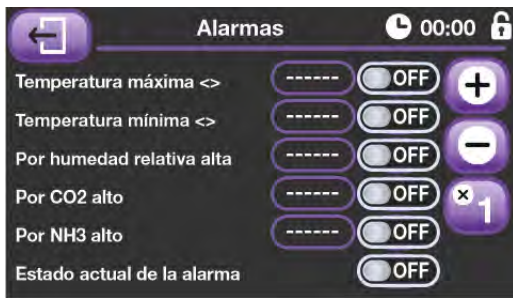 Alarmas 00:00
Temperatura máxima <> ------ OFF +
Temperatura mínima <> ------ OFF −
Por humedad relativa alta ------ OFF
Por CO2 alto ------ OFF × 1
Por NH3 alto ------ OFF
Estado actual de la alarma OFF